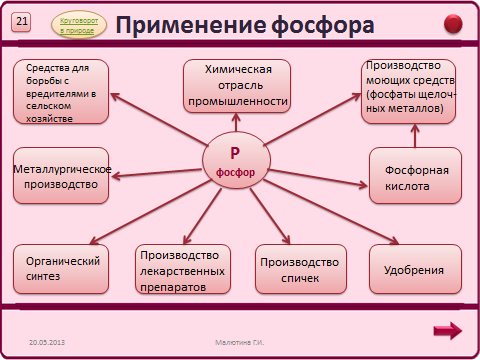 21
Круговорот
в природе
Применение фосфора
Средства для
борьбы с
вредителями в
сельском
хозяйстве
Химическая
отрасль
промышленности
Производство
моющих средств
(фосфаты щелоч-
ных металлов)
Металлургическое
производство
Р
фосфор
Фосфорная
кислота
Органический
синтез
Производство
лекарственных
препаратов
Производство
спичек
Удобрения
20.05.2013
Малютина Г.И.